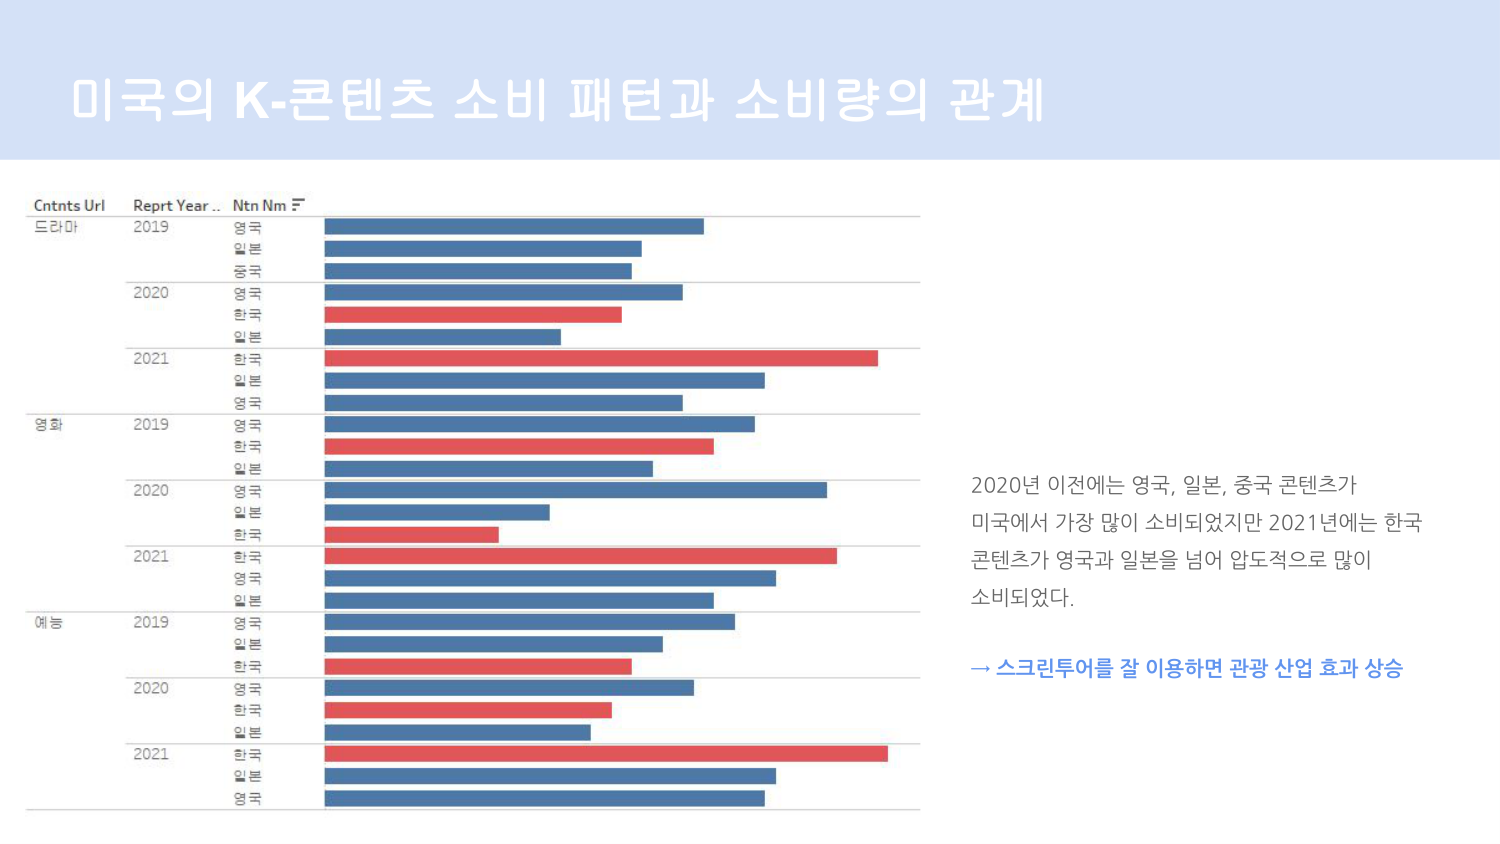 미국의 K-콘텐츠 소비 패턴과 소비량의 관계
Cntnts Url Reprt Year .. Ntn Nm
드라마 2019 영국
일본
중국
2020 영국
한국
일본
2021 한국
일본
영국
영화 2019 영국
한국
일본
2020 영국
일본
한국
2021 한국
영국
일본
예능 2019 영국
일본
한국
2020 영국
한국
일본
2021 한국
일본
영국
2020년 이전에는 영국, 일본, 중국 콘텐츠가
미국에서 가장 많이 소비되었지만 2021년에는 한국
콘텐츠가 영국과 일본을 넘어 압도적으로 많이
소비되었다.
→ 스크린투어를 잘 이용하면 관광 산업 효과 상승